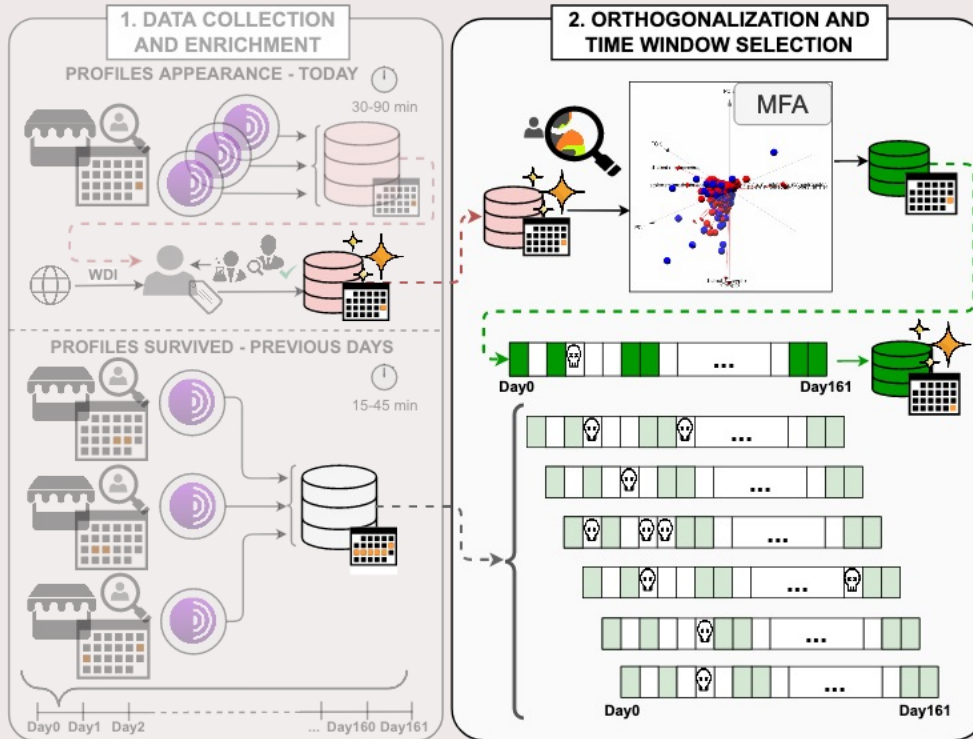 1. DATA COLLECTION
AND ENRICHMENT
PROFILES APPEARANCE - TODAY
30-90 min
WDI
PROFILES SURVIVED - PREVIOUS DAYS
15-45 min
Day0 Day1 Day2 ... Day160 Day161
2. ORTHOGONALIZATION AND
TIME WINDOW SELECTION
MFA
...
Day0 Day161
...
...
...
...
...
...
Day0 Day161